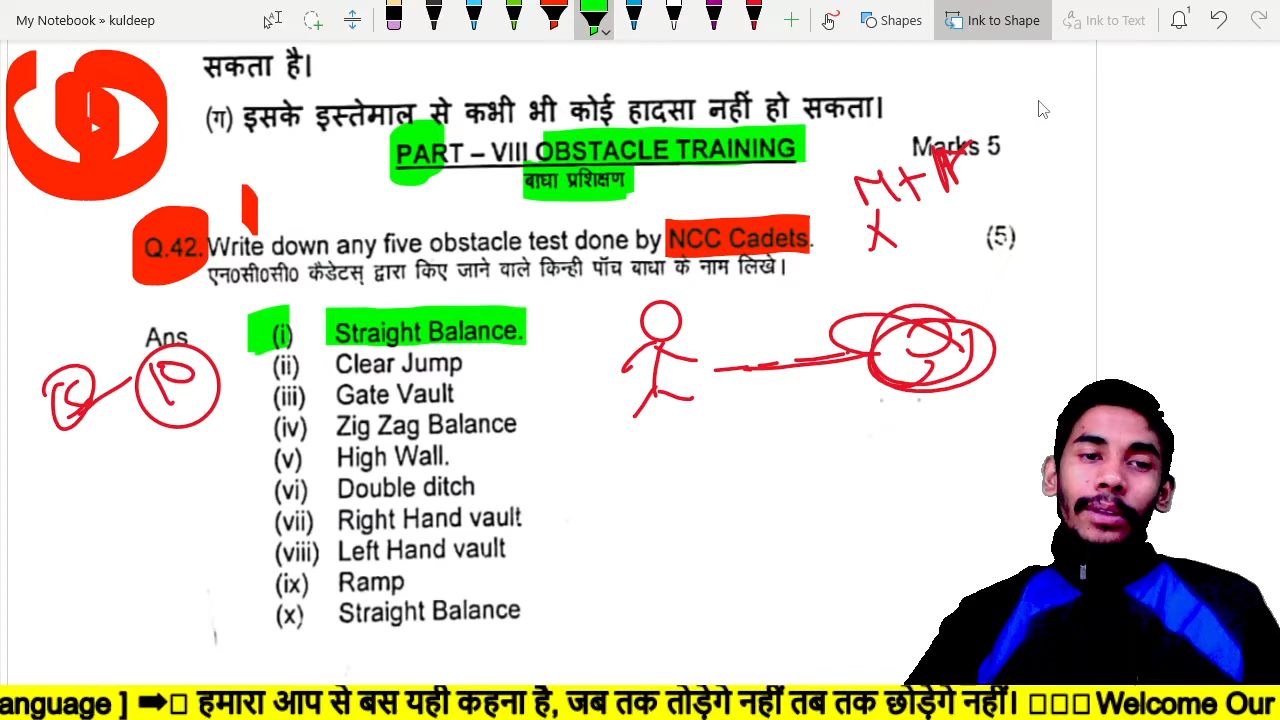 My Notebook » kuldeep
Shapes
Ink to Shape
Ink to Text
सकता है।
(ग) इसके इस्तेमाल से कभी भी कोई हादसा नहीं हो सकता।
PART – VIII OBSTACLE TRAINING Marks 5
बाधा प्रशिक्षण
M+
X
Q.42. Write down any five obstacle test done by NCC Cadets. (5)
एन0सी0सी0 कैडेटस् द्वारा किए जाने वाले किन्ही पाँच बाधा के नाम लिखे।
Ans (i) Straight Balance.
(ii) Clear Jump
(iii) Gate Vault
(iv) Zig Zag Balance
(v) High Wall.
(vi) Double ditch
(vii) Right Hand vault
(viii) Left Hand vault
(ix) Ramp
(x) Straight Balance
10
anguage ] ➡ हमारा आप से बस यही कहना है, जब तक तोड़ेगे नहीं तब तक छोड़ेगे नहीं। Welcome Our